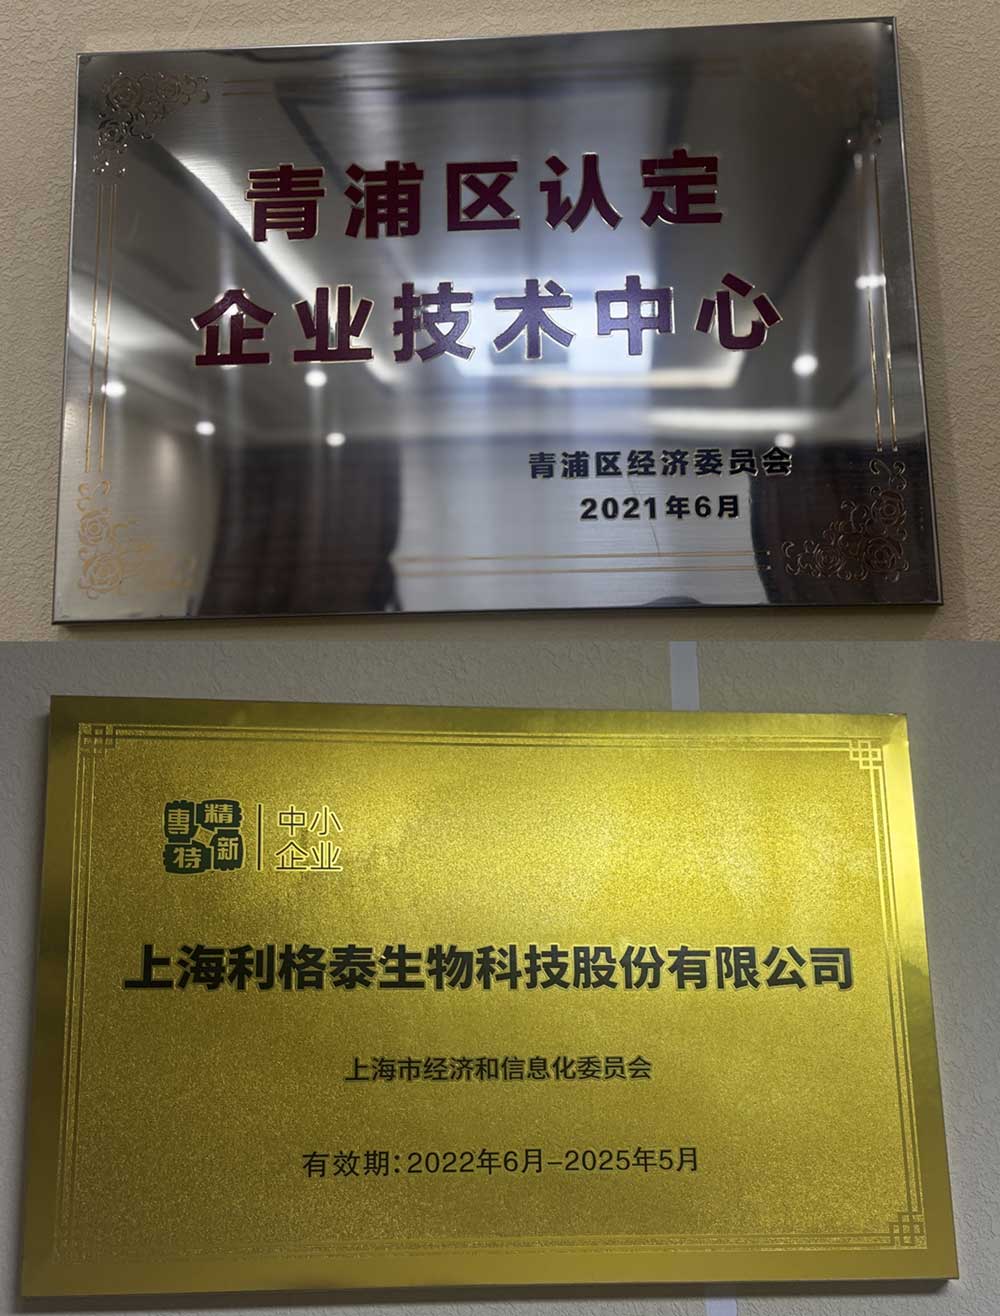 青浦区认定
企业技术中心
青浦区经济委员会
2021年6月
專精
特新
中小
企业
上海利格泰生物科技股份有限公司
上海市经济和信息化委员会
有效期:2022年6月-2025年5月